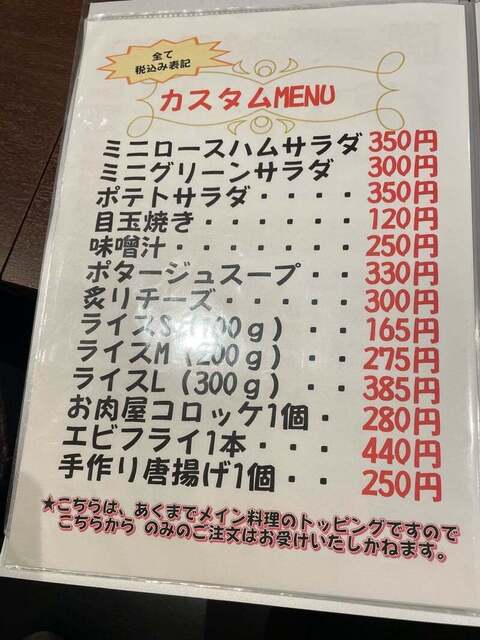 全て
税込み表記
カスタムMENU
ミニロースハムサラダ 350円
ミニグリーンサラダ 300円
ポテトサラダ・・・・ 350円
目玉焼き・・・・・・ 120円
味噌汁・・・・・・・ 250円
ポタージュスープ・・ 330円
炙りチーズ・・・・・ 300円
ライスS(100g)・・ 165円
ライスM(200g)・・ 275円
ライスL(300g)・・ 385円
お肉屋コロッケ1個・ 280円
エビフライ1本・・・ 440円
手作り唐揚げ1個・・ 250円
★こちらは、あくまでメイン料理のトッピングですので
こちらから のみのご注文はお受けいたしかねます。